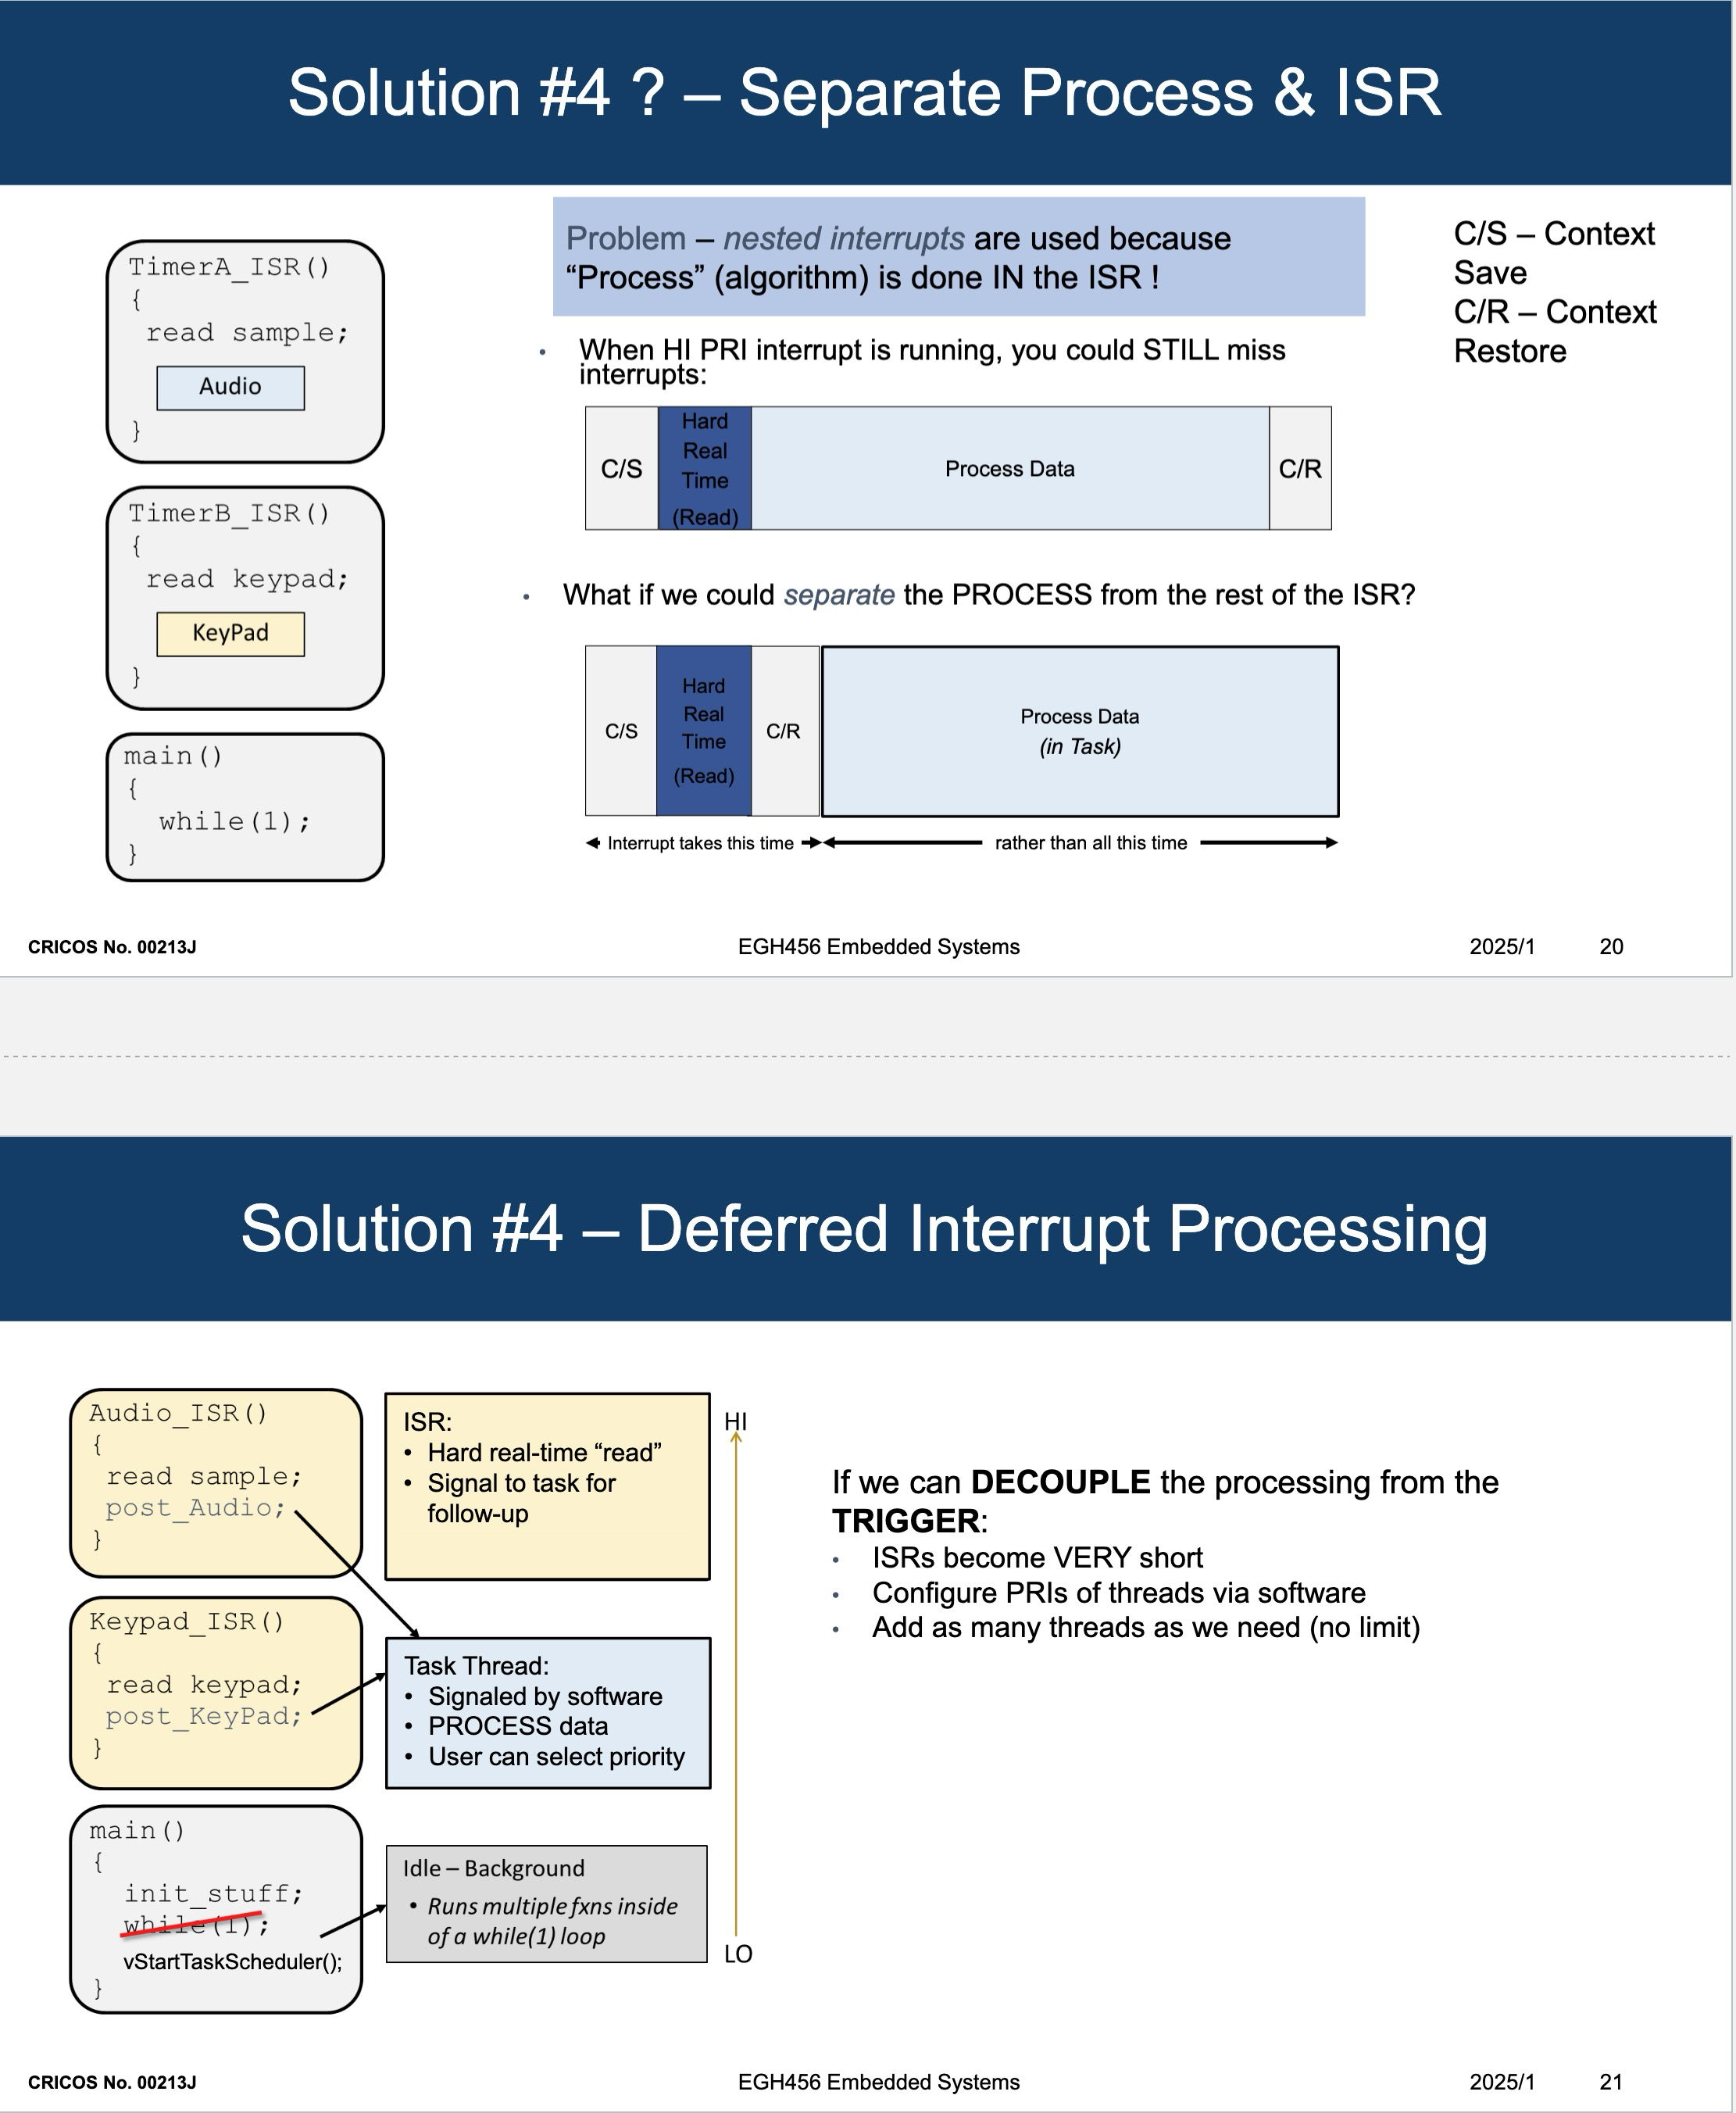 Solution #4 ? – Separate Process & ISR
TimerA_ISR()
{
read sample;
Audio
}
TimerB_ISR()
{
read keypad;
KeyPad
}
main()
{
while(1);
}
Problem – nested interrupts are used because
“Process” (algorithm) is done IN the ISR !
• When HI PRI interrupt is running, you could STILL miss
interrupts:
C/S
Hard
Real
Time
(Read)
Process Data
C/R
• What if we could separate the PROCESS from the rest of the ISR?
C/S
Hard
Real
Time
(Read)
C/R
Process Data
(in Task)
Interrupt takes this time
rather than all this time
C/S – Context
Save
C/R – Context
Restore
CRICOS No. 00213J
EGH456 Embedded Systems
2025/1
20
Solution #4 – Deferred Interrupt Processing
Audio_ISR()
{
read sample;
post_Audio;
}
Keypad_ISR()
{
read keypad;
post_KeyPad;
}
main()
{
init_stuff;
while(1);
vStartTaskScheduler();
}
ISR:
• Hard real-time “read”
• Signal to task for
follow-up
Task Thread:
• Signaled by software
• PROCESS data
• User can select priority
Idle – Background
• Runs multiple fxns inside
of a while(1) loop
HI
LO
If we can DECOUPLE the processing from the
TRIGGER:
• ISRs become VERY short
• Configure PRIs of threads via software
• Add as many threads as we need (no limit)
CRICOS No. 00213J
EGH456 Embedded Systems
2025/1
21